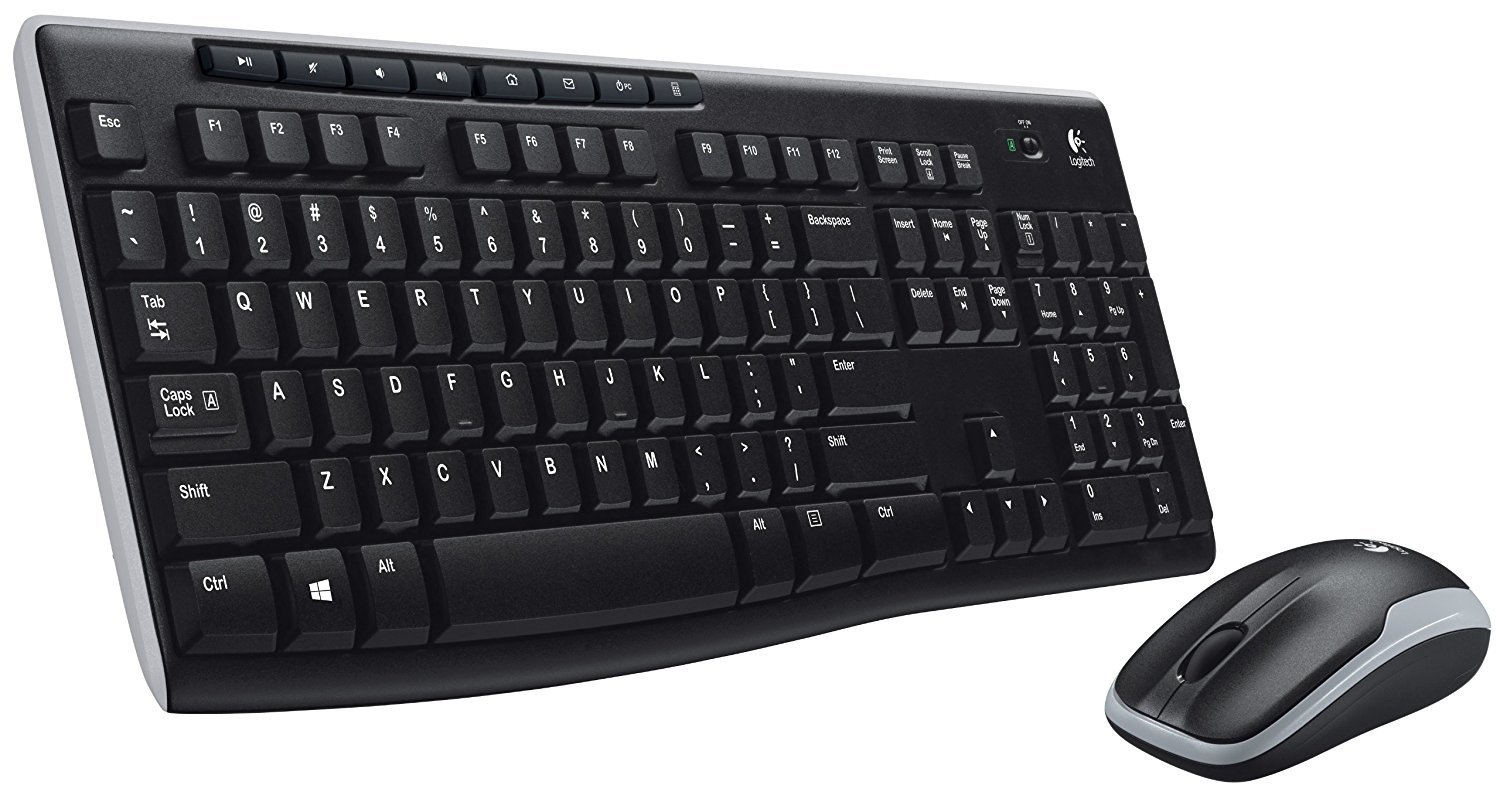 PC
Esc
F1
F2
F3
F4
F5
F6
F7
F8
F9
F10
F11
F12
Print
Screen
Scroll
Lock
Pause
Break
OFF ON
A
Logitech
~
`
!
1
@
2
#
3
$
4
%
5
^
6
&
7
*
8
(
9
)
0
_
-
+
=
Backspace
Insert
Home
Page
Up
Num
Lock
1
/
*
-
Tab
Q
W
E
R
T
Y
U
I
O
P
{
[
}
]
|
\
Delete
End
Page
Down
7
Home
8
9
Pg Up
+
Caps
Lock
A
A
S
D
F
G
H
J
K
L
:
;
"
'
Enter
4
5
6
Shift
Z
X
C
V
B
N
M
<
,
>
.
?
/
Shift
1
End
2
3
Pg Dn
Enter
Ctrl
Alt
Alt
Ctrl
0
Ins
.
Del
Logitech